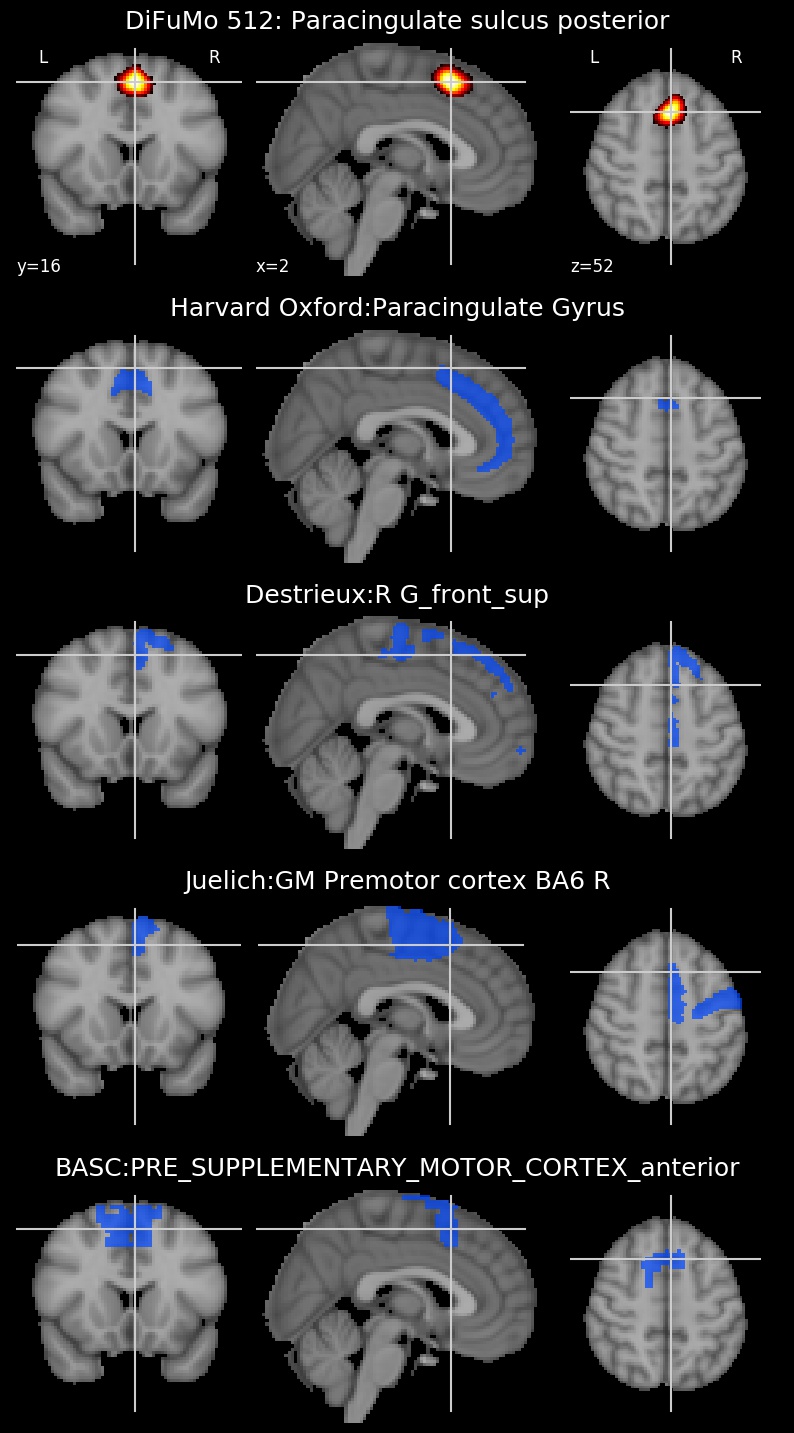 DiFuMo 512: Paracingulate sulcus posterior
L R L R
y=16 x=2 z=52
Harvard Oxford:Paracingulate Gyrus
Destrieux:R G_front_sup
Juelich:GM Premotor cortex BA6 R
BASC:PRE_SUPPLEMENTARY_MOTOR_CORTEX_anterior